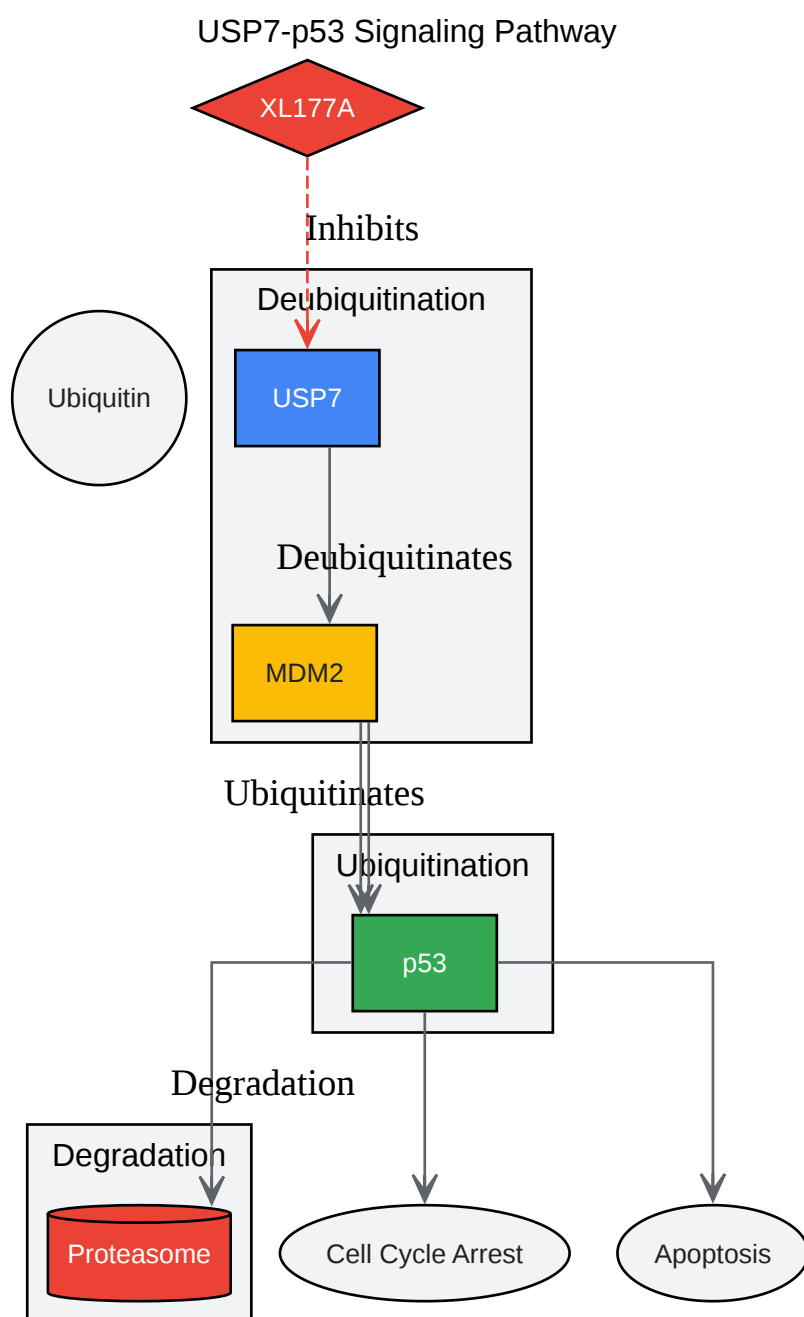 USP7-p53 Signaling Pathway
XL177A
Inhibits
Deubiquitination
Ubiquitin
USP7
Deubiquitinates
MDM2
Ubiquitinates
Ubiquitination
p53
Degradation
Degradation
Proteasome
Cell Cycle Arrest
Apoptosis